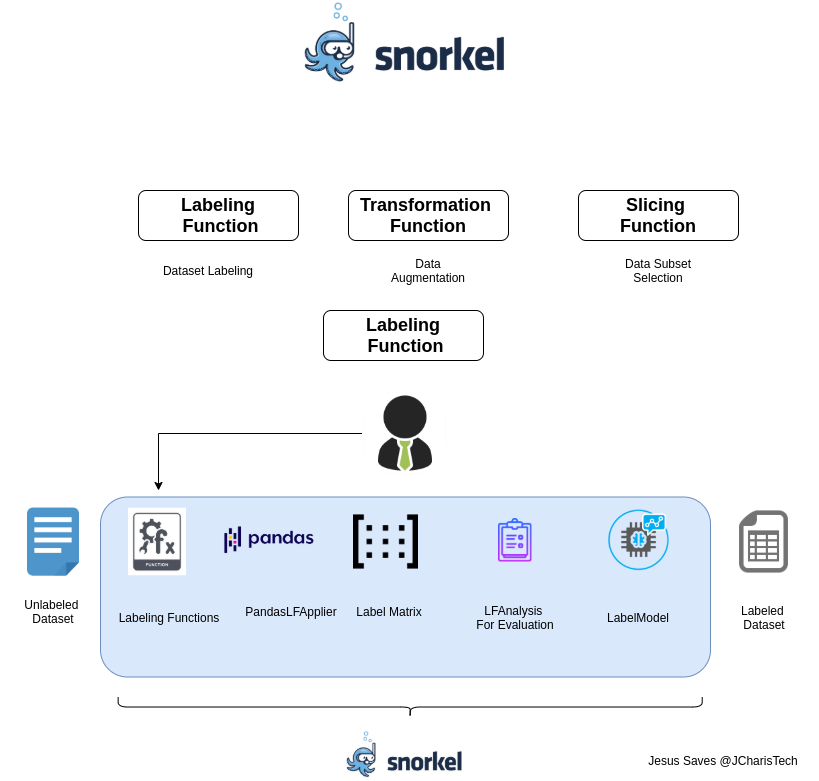 snorkel
Labeling
Function
Transformation
Function
Slicing
Function
Dataset Labeling
Data
Augmentation
Data Subset
Selection
Labeling
Function
fx
FUNCTION
pandas
Unlabeled
Dataset
Labeling Functions
PandasLFApplier
Label Matrix
LFAnalysis
For Evaluation
LabelModel
Labeled
Dataset
snorkel
Jesus Saves @JCharisTech